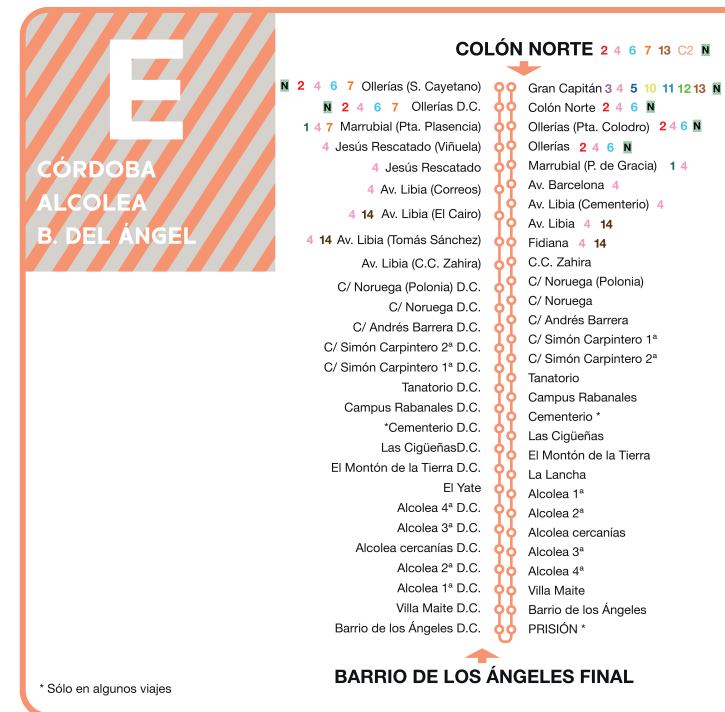 E
CÓRDOBA
ALCOLEA
B. DEL ÁNGEL
COLÓN NORTE 2 4 6 7 13 C2 N
N 2 4 6 7 Ollerías (S. Cayetano)
N 2 4 6 7 Ollerías D.C.
1 4 7 Marrubial (Pta. Plasencia)
4 Jesús Rescatado (Viñuela)
4 Jesús Rescatado
4 Av. Libia (Correos)
4 14 Av. Libia (El Cairo)
4 14 Av. Libia (Tomás Sánchez)
Av. Libia (C.C. Zahira)
C/ Noruega (Polonia) D.C.
C/ Noruega D.C.
C/ Andrés Barrera D.C.
C/ Simón Carpintero 2ª D.C.
C/ Simón Carpintero 1ª D.C.
Tanatorio D.C.
Campus Rabanales D.C.
*Cementerio D.C.
Las CigüeñasD.C.
El Montón de la Tierra D.C.
El Yate
Alcolea 4ª D.C.
Alcolea 3ª D.C.
Alcolea cercanías D.C.
Alcolea 2ª D.C.
Alcolea 1ª D.C.
Villa Maite D.C.
Barrio de los Ángeles D.C.
Gran Capitán 3 4 5 10 11 12 13 N
Colón Norte 2 4 6 N
Ollerías (Pta. Colodro) 2 4 6 N
Ollerías 2 4 6 N
Marrubial (P. de Gracia) 1 4
Av. Barcelona 4
Av. Libia (Cementerio) 4
Av. Libia 4 14
Fidiana 4 14
C.C. Zahira
C/ Noruega (Polonia)
C/ Noruega
C/ Andrés Barrera
C/ Simón Carpintero 1ª
C/ Simón Carpintero 2ª
Tanatorio
Campus Rabanales
Cementerio *
Las Cigüeñas
El Montón de la Tierra
La Lancha
Alcolea 1ª
Alcolea 2ª
Alcolea cercanías
Alcolea 3ª
Alcolea 4ª
Villa Maite
Barrio de los Ángeles
PRISIÓN *
BARRIO DE LOS ÁNGELES FINAL
* Sólo en algunos viajes